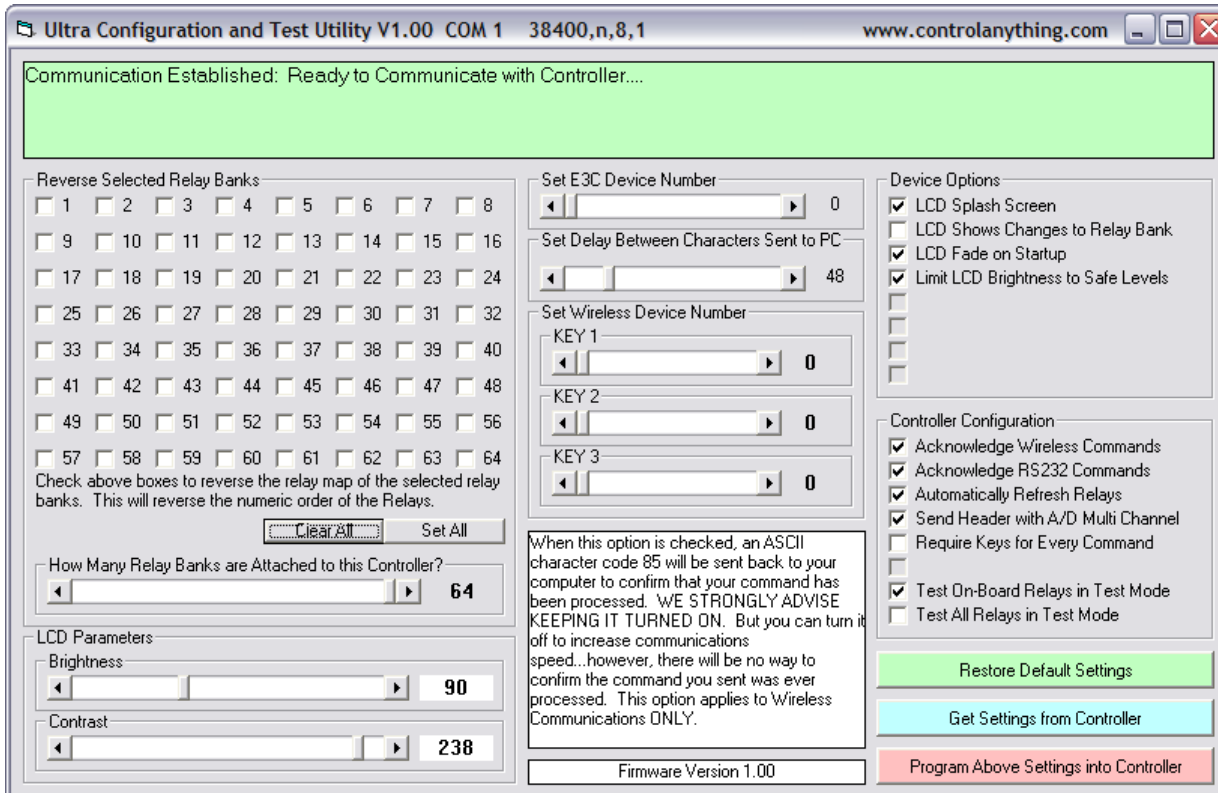 Ultra Configuration and Test Utility V1.00 COM 1 38400,n,8,1 www.controlanything.com
Communication Established: Ready to Communicate with Controller....
Reverse Selected Relay Banks
1 2 3 4 5 6 7 8
9 10 11 12 13 14 15 16
17 18 19 20 21 22 23 24
25 26 27 28 29 30 31 32
33 34 35 36 37 38 39 40
41 42 43 44 45 46 47 48
49 50 51 52 53 54 55 56
57 58 59 60 61 62 63 64
Check above boxes to reverse the relay map of the selected relay
banks. This will reverse the numeric order of the Relays.
Clear All Set All
How Many Relay Banks are Attached to this Controller?
64
LCD Parameters
Brightness
90
Contrast
238
Set E3C Device Number
0
Set Delay Between Characters Sent to PC
48
Set Wireless Device Number
KEY 1
0
KEY 2
0
KEY 3
0
When this option is checked, an ASCII
character code 85 will be sent back to your
computer to confirm that your command has
been processed. WE STRONGLY ADVISE
KEEPING IT TURNED ON. But you can turn it
off to increase communications
speed...however, there will be no way to
confirm the command you sent was ever
processed. This option applies to Wireless
Communications ONLY.
Firmware Version 1.00
Device Options
LCD Splash Screen
LCD Shows Changes to Relay Bank
LCD Fade on Startup
Limit LCD Brightness to Safe Levels
Controller Configuration
Acknowledge Wireless Commands
Acknowledge RS232 Commands
Automatically Refresh Relays
Send Header with A/D Multi Channel
Require Keys for Every Command
Test On-Board Relays in Test Mode
Test All Relays in Test Mode
Restore Default Settings
Get Settings from Controller
Program Above Settings into Controller